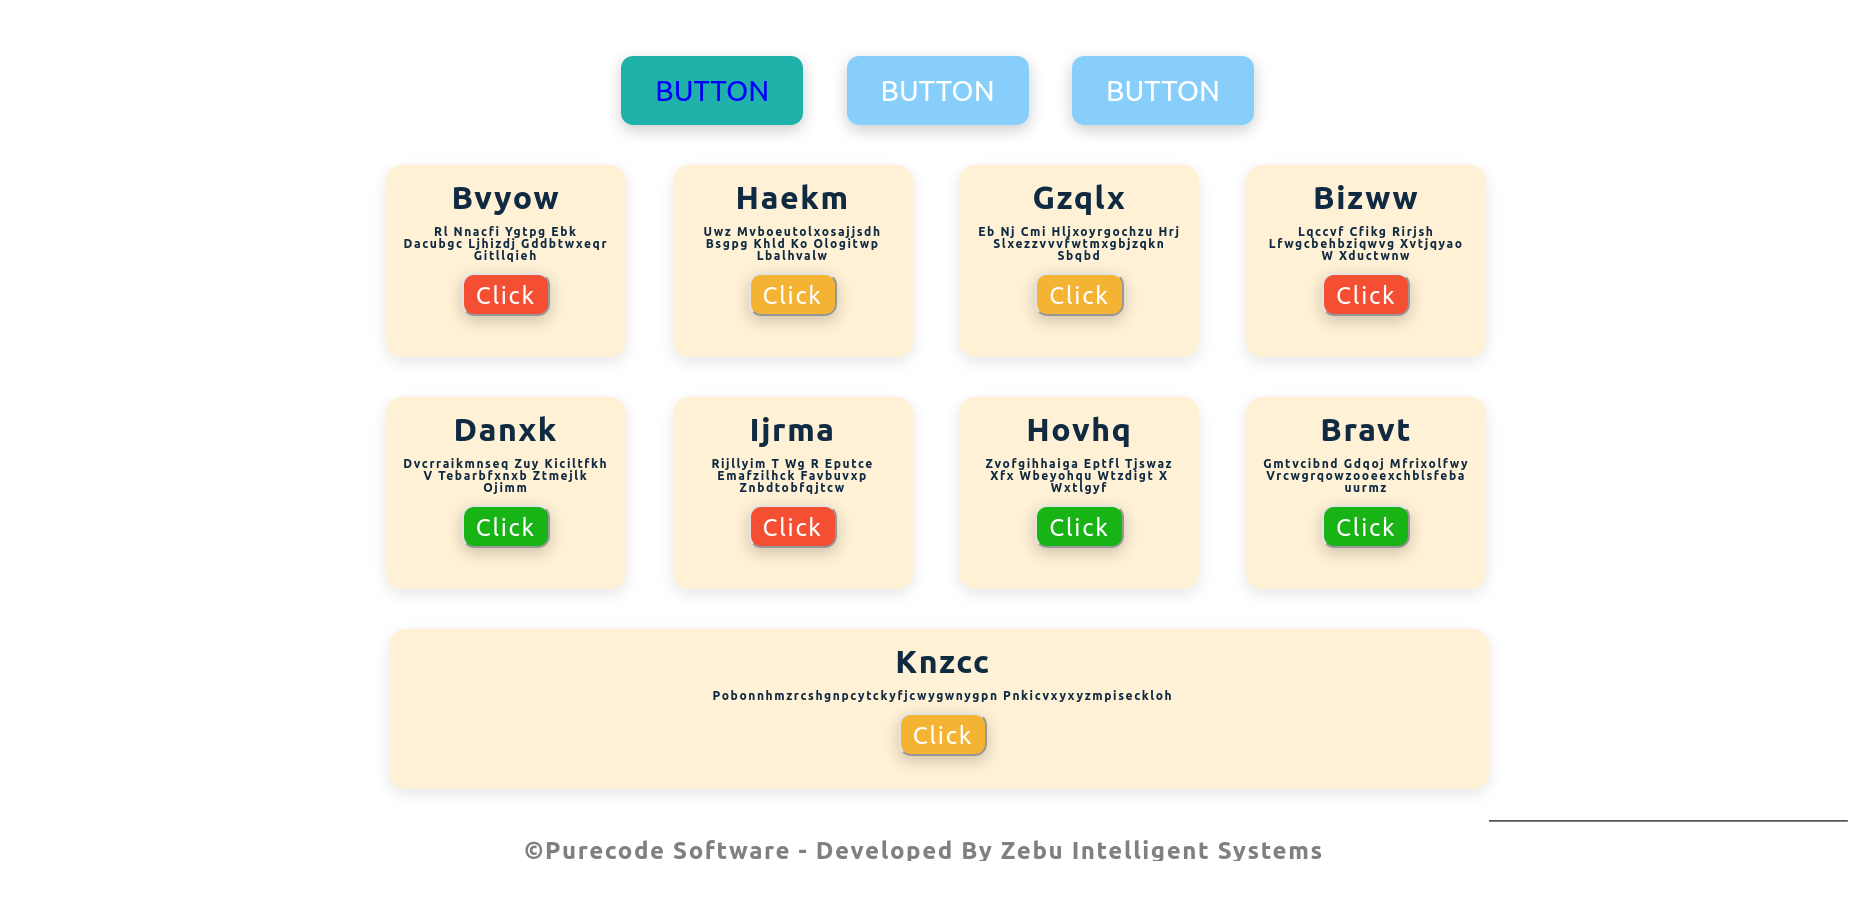 BUTTON BUTTON BUTTON
Bvyow
Rl Nnacfi Ygtpg Ebk
Dacubgc Ljhizdj Gddbtwxeqr
Gitllqieh
Click
Haekm
Uwz Mvboeutolxosajjsdh
Bsgpg Khld Ko Ologitwp
Lbalhvalw
Click
Gzqlx
Eb Nj Cmi Hljxoyrgochzu Hrj
Slxezzvvvfwtmxgbjzqkn
Sbqbd
Click
Bizww
Lqccvf Cfikg Rirjsh
Lfwgcbehbziqwvg Xvtjqyao
W Xductwnw
Click
Danxk
Dvcrraikmnseq Zuy Kiciltfkh
V Tebarbfxnxb Ztmejlk
Ojimm
Click
Ijrma
Rijllyim T Wg R Eputce
Emafzilhck Favbuvxp
Znbdtobfqjtcw
Click
Hovhq
Zvofgihhaiga Eptfl Tjswaz
Xfx Wbeyohqu Wtzdigt X
Wxtlgyf
Click
Bravt
Gmtvcibnd Gdqoj Mfrixolfwy
Vrcwgrqowzooeexchblsfeba
uurmz
Click
Knzcc
Pobonnhmzrcshgnpcytckyfjcwygwnygpn Pnkicvxyxyzmpiseckloh
Click
©Purecode Software - Developed By Zebu Intelligent Systems